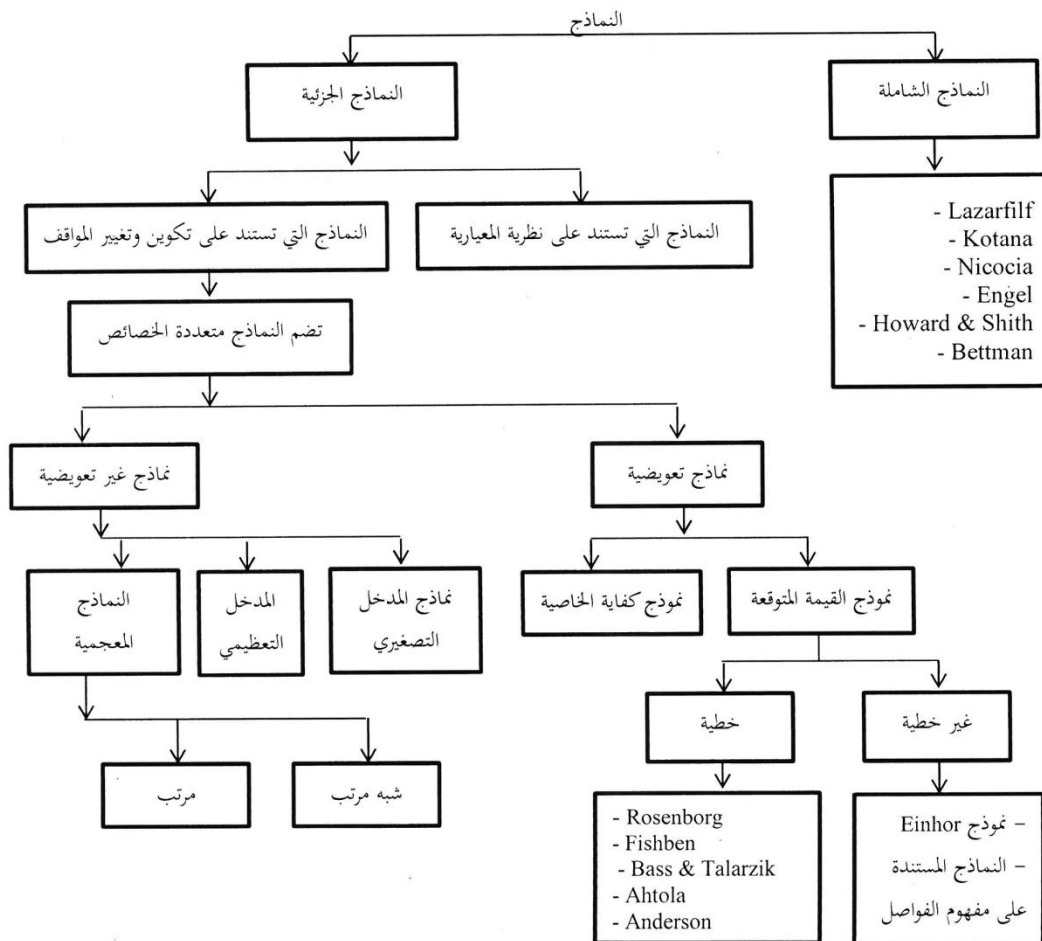 النماذج
النماذج الشاملة
النماذج الجزئية
- Lazarfilf
- Kotana
- Nicocia
- Engel
- Howard & Shith
- Bettman
النماذج التي تستند على نظرية المعيارية
النماذج التي تستند على تكوين وتغيير المواقف
تضم النماذج متعددة الخصائص
نماذج تعويضية
نماذج غير تعويضية
نموذج القيمة المتوقعة
نموذج كفاية الخاصية
نماذج المدخل
التصغيري
المدخل
التعظيمي
النماذج
المعجمية
غير خطية
خطية
شبه مرتب
مرتب
– نموذج Einhor
– النماذج المستندة
على مفهوم الفواصل
- Rosenborg
- Fishben
- Bass & Talarzik
- Ahtola
- Anderson